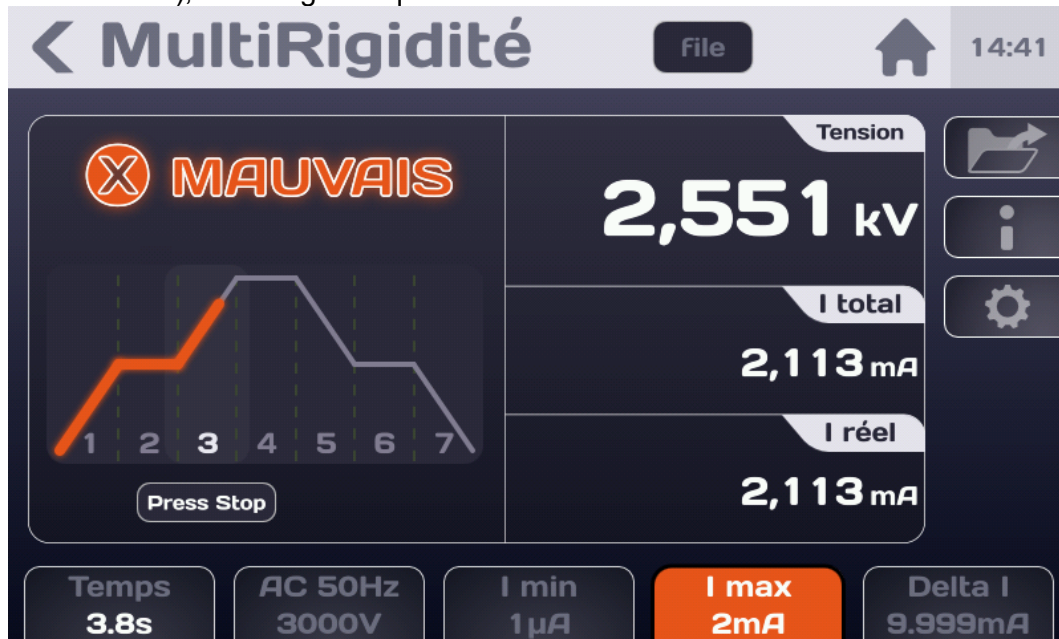 MultiRigidité
File
14:41
MAUVAIS
1 2 3 4 5 6 7
Press Stop
Tension
2,551 kV
I total
2,113 mA
I réel
2,113 mA
Temps
3.8s
AC 50Hz
3000V
I min
1µA
I max
2mA
Delta I
9.999mA